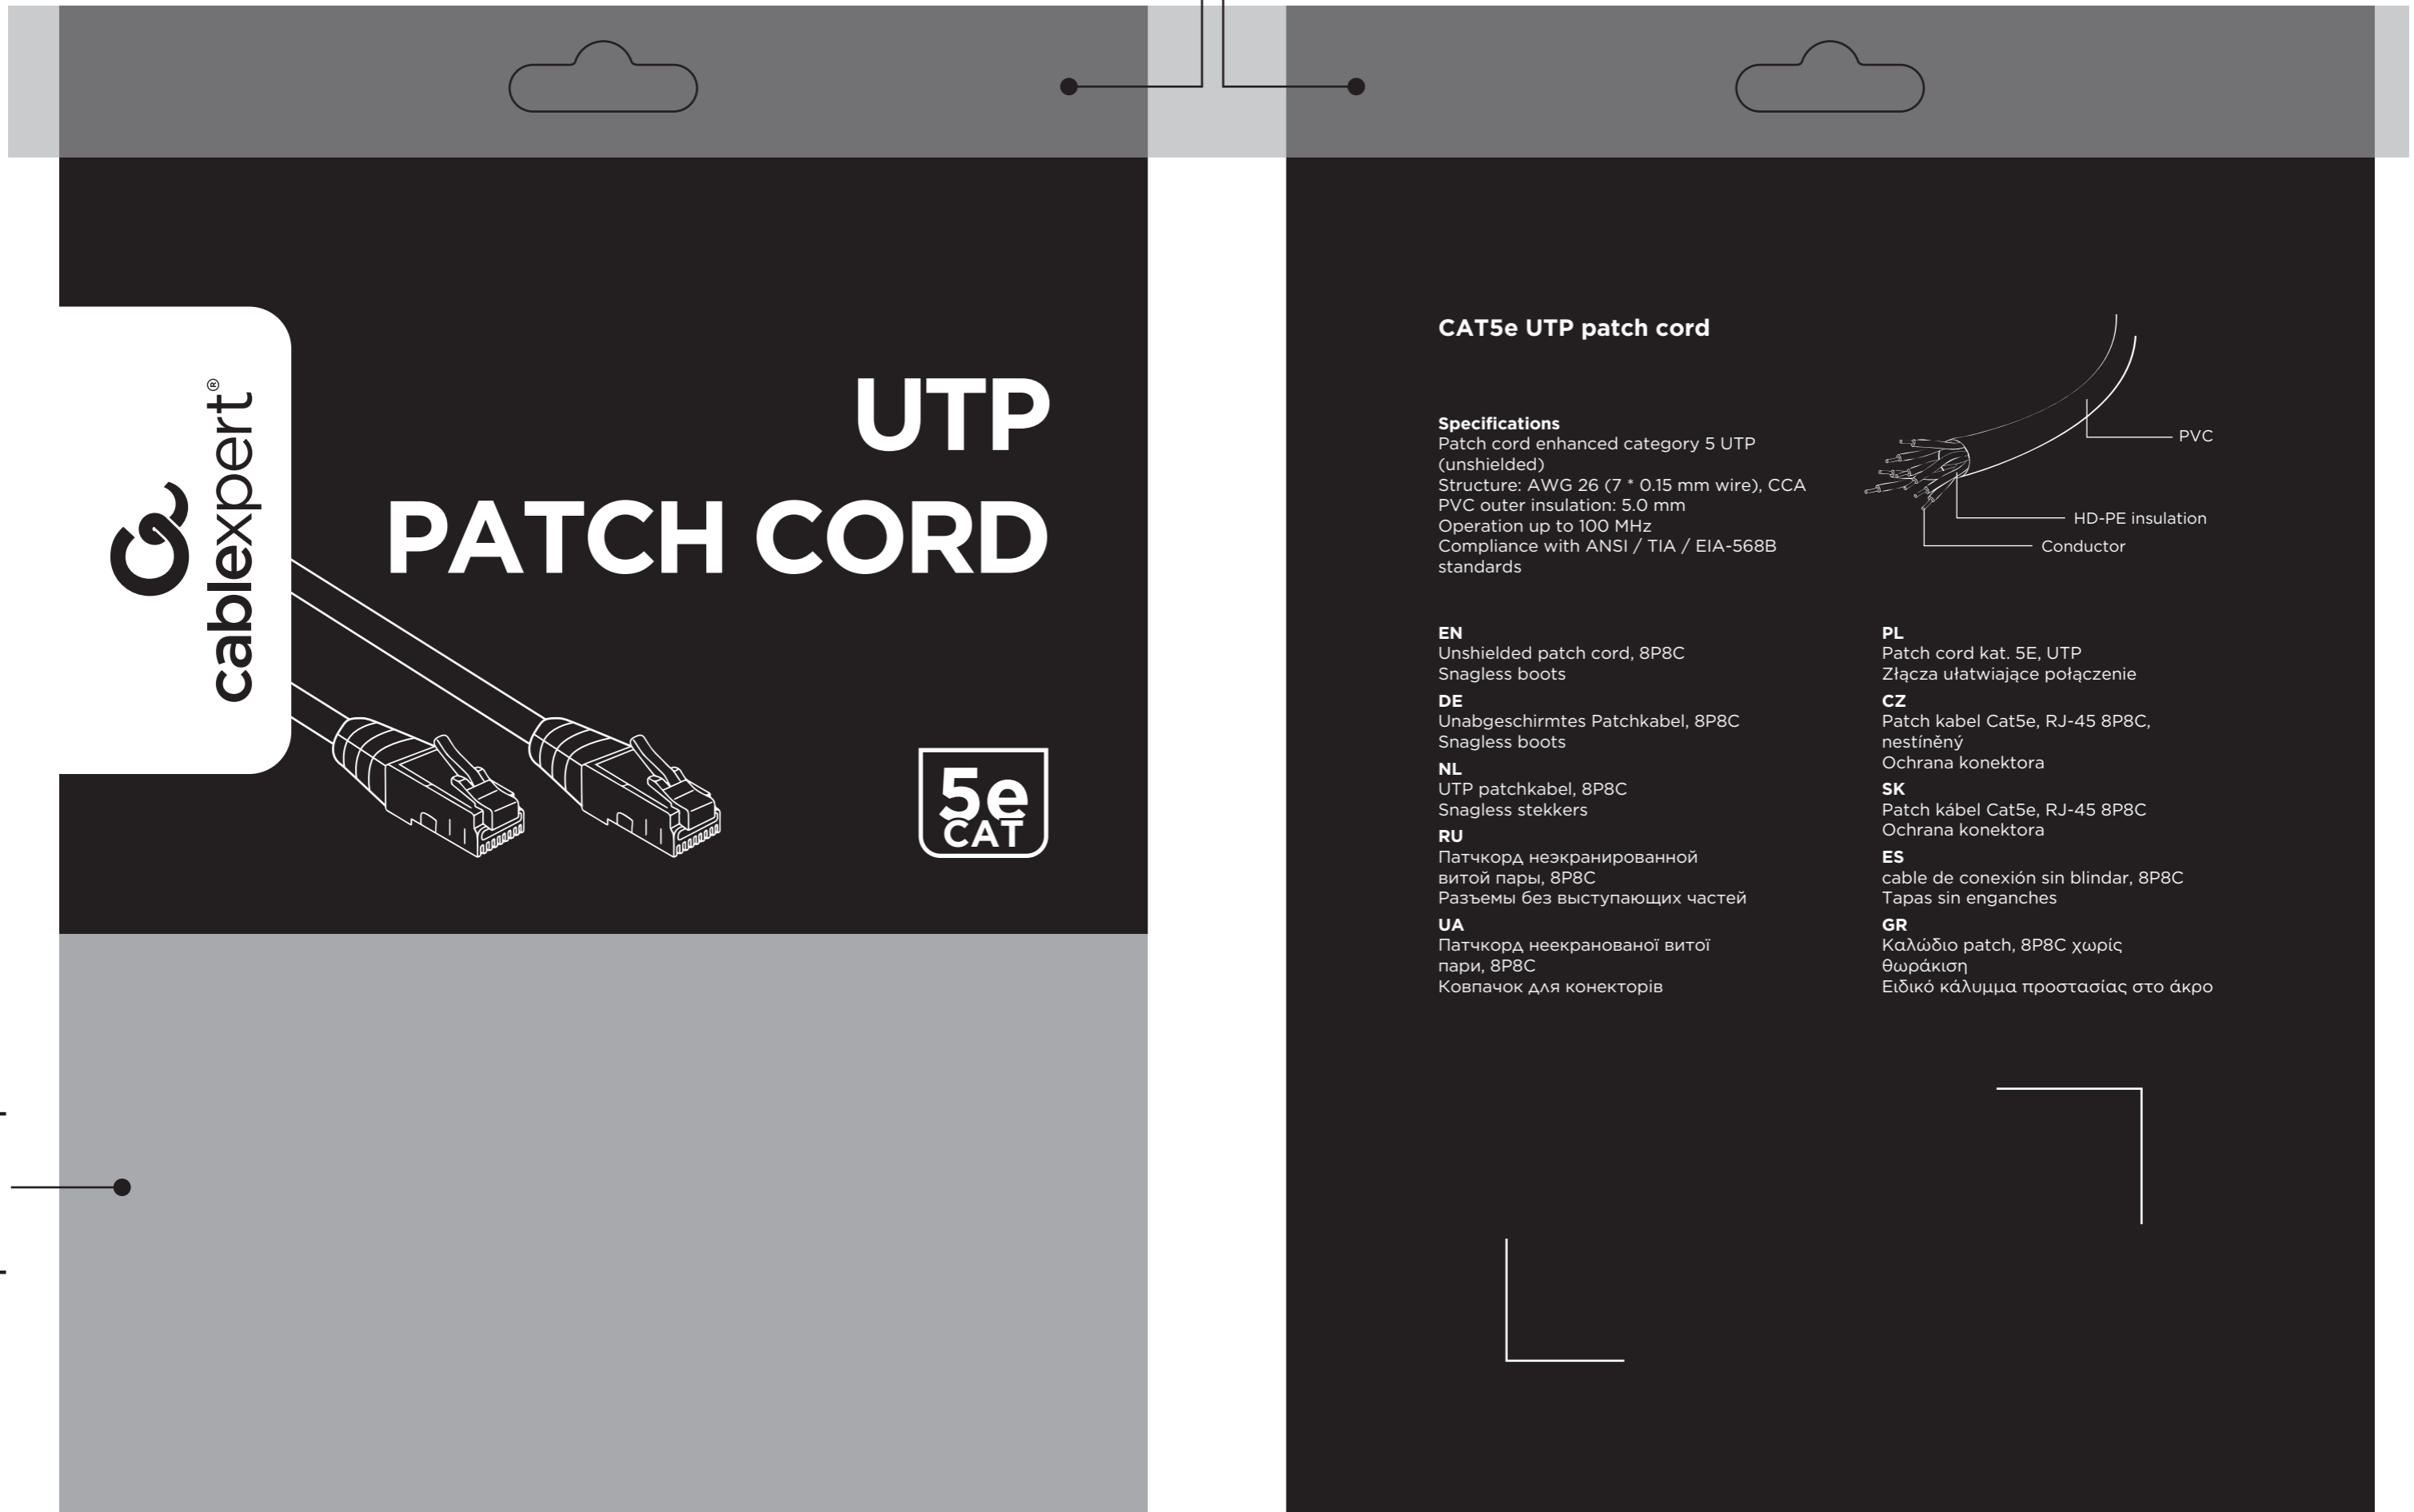 cablexpert®
UTP
PATCH CORD
5e
CAT
CAT5e UTP patch cord
Specifications
Patch cord enhanced category 5 UTP
(unshielded)
Structure: AWG 26 (7 * 0.15 mm wire), CCA
PVC outer insulation: 5.0 mm
Operation up to 100 MHz
Compliance with ANSI / TIA / EIA-568B
standards
PVC
HD-PE insulation
Conductor
EN
Unshielded patch cord, 8P8C
Snagless boots
DE
Unabgeschirmtes Patchkabel, 8P8C
Snagless boots
NL
UTP patchkabel, 8P8C
Snagless stekkers
RU
Патчкорд неэкранированной
витой пары, 8P8C
Разъемы без выступающих частей
UA
Патчкорд неекранованої витої
пари, 8P8C
Ковпачок для конекторів
PL
Patch cord kat. 5E, UTP
Złącza ułatwiające połączenie
CZ
Patch kabel Cat5e, RJ-45 8P8C,
nestíněný
Ochrana konektora
SK
Patch kábel Cat5e, RJ-45 8P8C
Ochrana konektora
ES
cable de conexión sin blindar, 8P8C
Tapas sin enganches
GR
Καλώδιο patch, 8P8C χωρίς
θωράκιση
Ειδικό κάλυμμα προστασίας στο άκρο